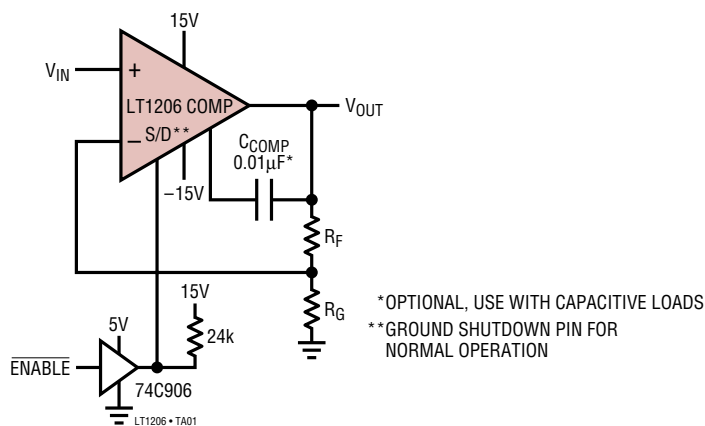 15V
V_IN
+
LT1206 COMP
V_OUT
– S/D**
C_COMP
0.01µF*
–15V
R_F
15V
R_G
*OPTIONAL, USE WITH CAPACITIVE LOADS
5V
24k
**GROUND SHUTDOWN PIN FOR
NORMAL OPERATION
E̅N̅A̅B̅L̅E̅
74C906
LT1206 • TA01